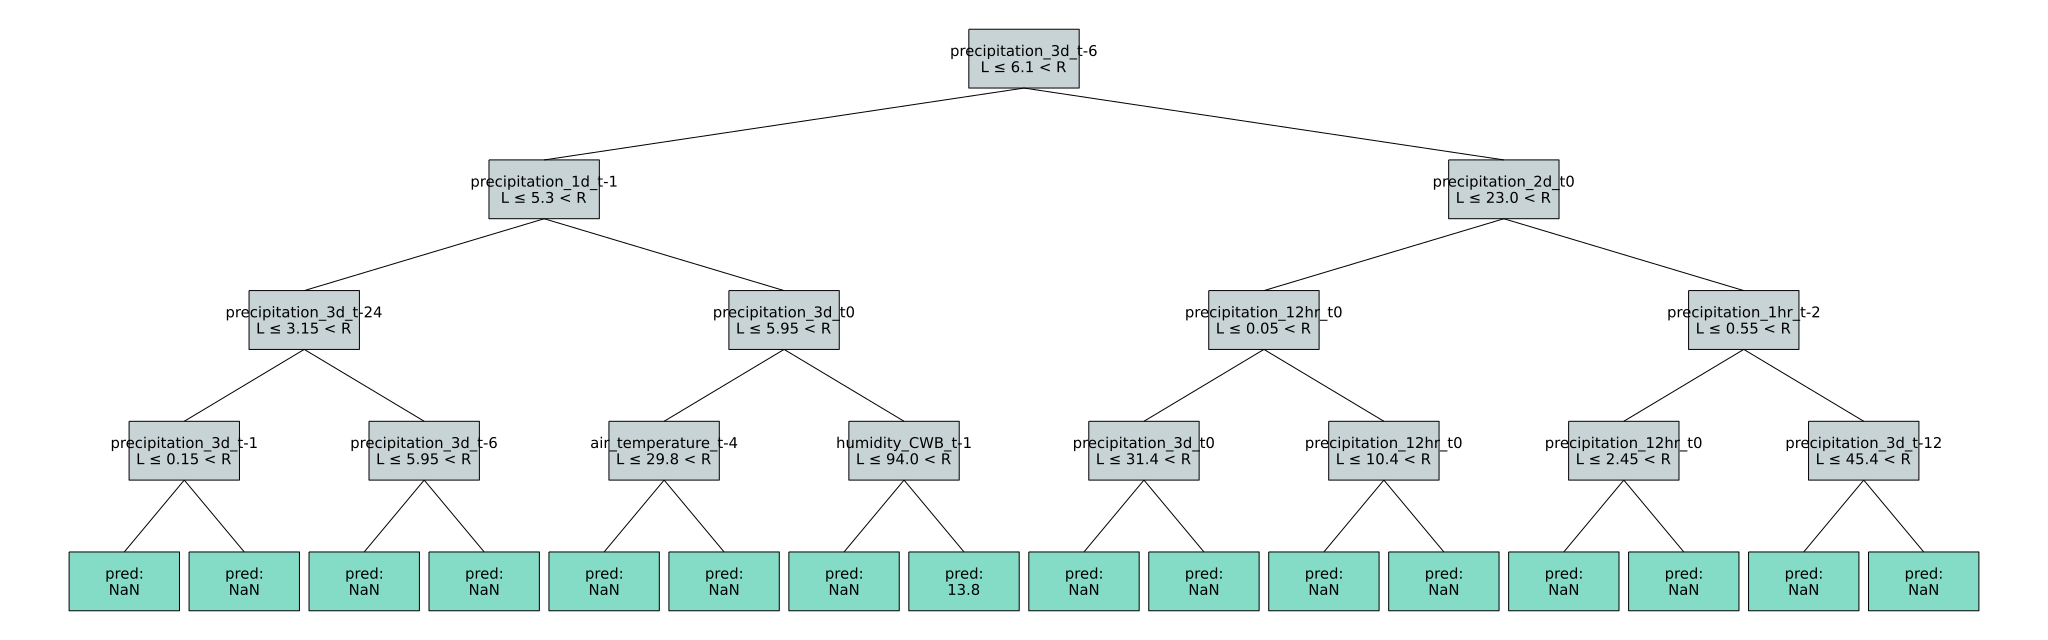 precipitation_3d_t-6
L ≤ 6.1 < R
precipitation_1d_t-1
L ≤ 5.3 < R
precipitation_2d_t0
L ≤ 23.0 < R
precipitation_3d_t-24
L ≤ 3.15 < R
precipitation_3d_t0
L ≤ 5.95 < R
precipitation_12hr_t0
L ≤ 0.05 < R
precipitation_1hr_t-2
L ≤ 0.55 < R
precipitation_3d_t-1
L ≤ 0.15 < R
precipitation_3d_t-6
L ≤ 5.95 < R
air_temperature_t-4
L ≤ 29.8 < R
humidity_CWB_t-1
L ≤ 94.0 < R
precipitation_3d_t0
L ≤ 31.4 < R
precipitation_12hr_t0
L ≤ 10.4 < R
precipitation_12hr_t0
L ≤ 2.45 < R
precipitation_3d_t-12
L ≤ 45.4 < R
pred:
NaN
pred:
NaN
pred:
NaN
pred:
NaN
pred:
NaN
pred:
NaN
pred:
NaN
pred:
13.8
pred:
NaN
pred:
NaN
pred:
NaN
pred:
NaN
pred:
NaN
pred:
NaN
pred:
NaN
pred:
NaN